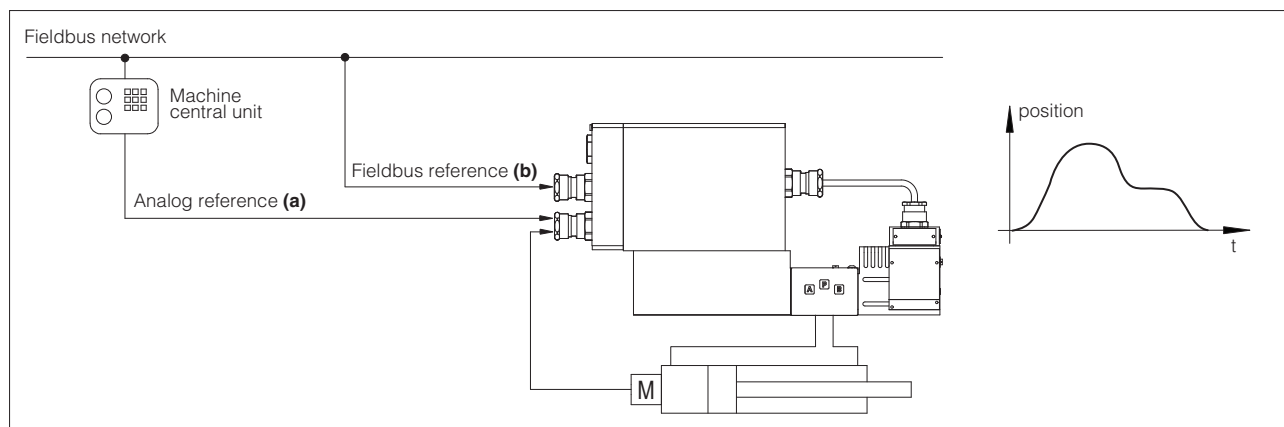 Fieldbus network
Machine
central unit
Fieldbus reference (b)
Analog reference (a)
position
t
A P B
M